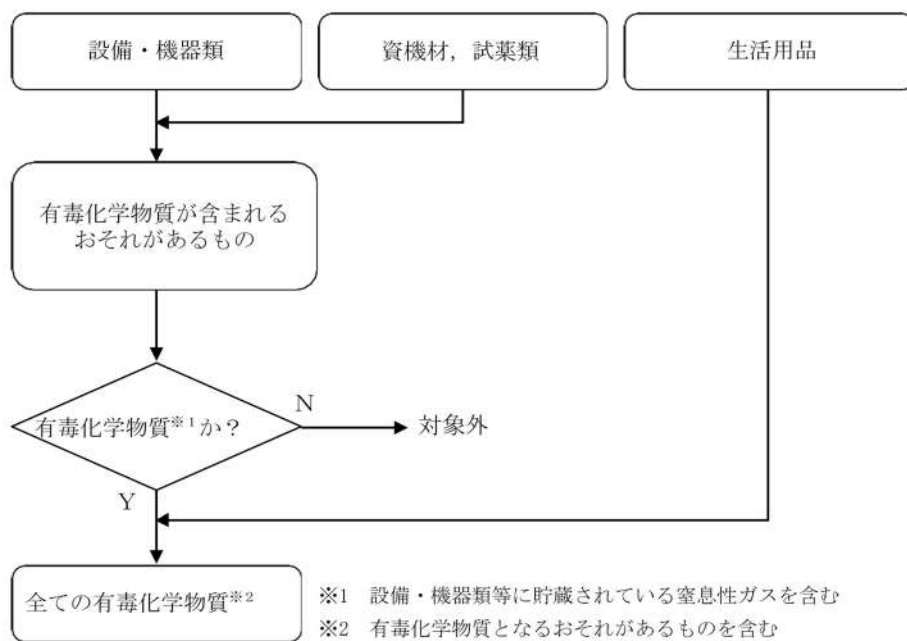 設備・機器類
資機材，試薬類
生活用品
有毒化学物質が含まれる
おそれがあるもの
有毒化学物質※1か？
N
対象外
Y
全ての有毒化学物質※2
※1 設備・機器類等に貯蔵されている窒息性ガスを含む
※2 有毒化学物質となるおそれがあるものを含む